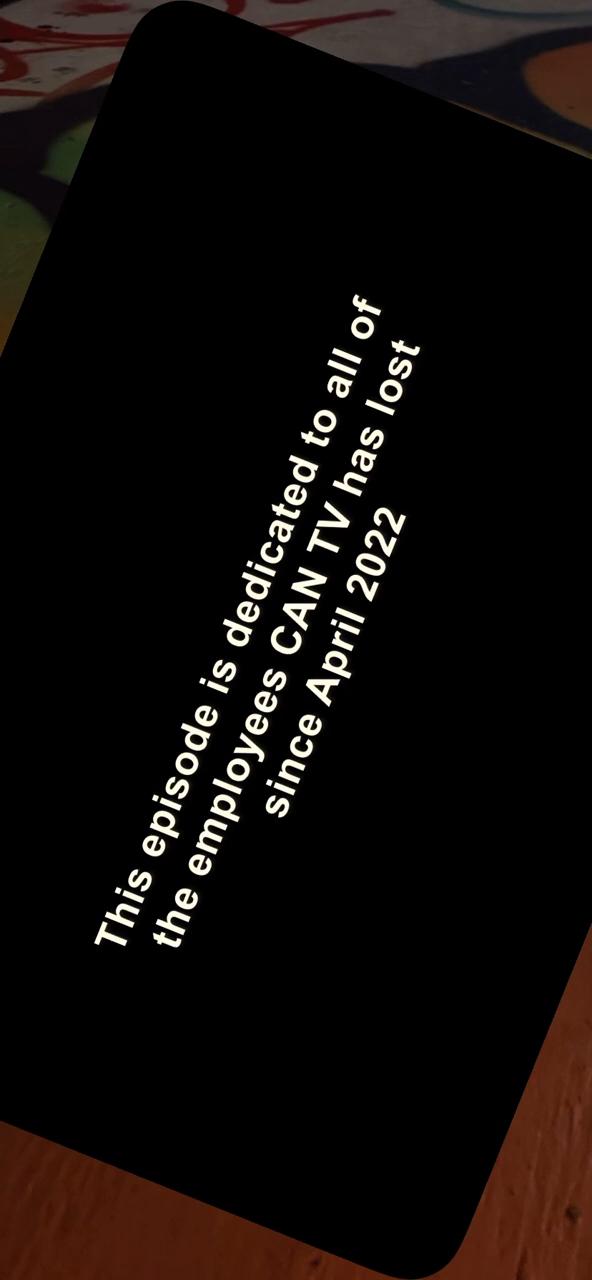 This episode is dedicated to all of
the employees CAN TV has lost
since April 2022